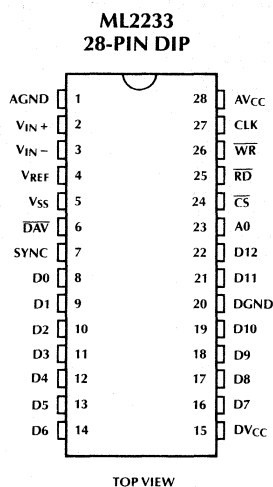 ML2233
28-PIN DIP
AGND 1 28 AVCC
VIN + 2 27 CLK
VIN – 3 26 WR
VREF 4 25 RD
VSS 5 24 CS
DAV 6 23 A0
SYNC 7 22 D12
D0 8 21 D11
D1 9 20 DGND
D2 10 19 D10
D3 11 18 D9
D4 12 17 D8
D5 13 16 D7
D6 14 15 DVCC
TOP VIEW